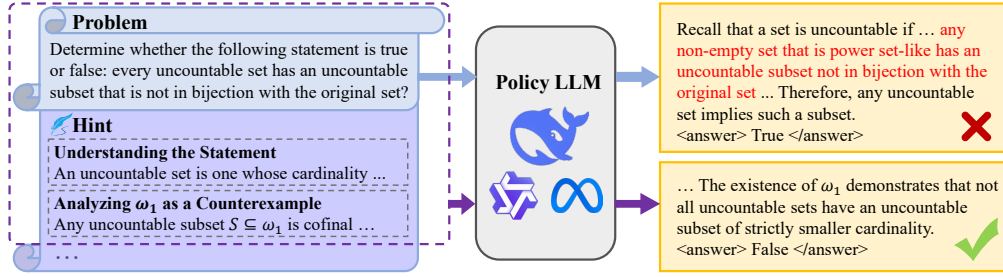 Problem
Determine whether the following statement is true
or false: every uncountable set has an uncountable
subset that is not in bijection with the original set?
Hint
Understanding the Statement
An uncountable set is one whose cardinality ...
Analyzing ω₁ as a Counterexample
Any uncountable subset S ⊆ ω₁ is cofinal ...
...
Policy LLM
Recall that a set is uncountable if ... any
non-empty set that is power set-like has an
uncountable subset not in bijection with the
original set ... Therefore, any uncountable
set implies such a subset.
<answer> True </answer>
... The existence of ω₁ demonstrates that not
all uncountable sets have an uncountable
subset of strictly smaller cardinality.
<answer> False </answer>